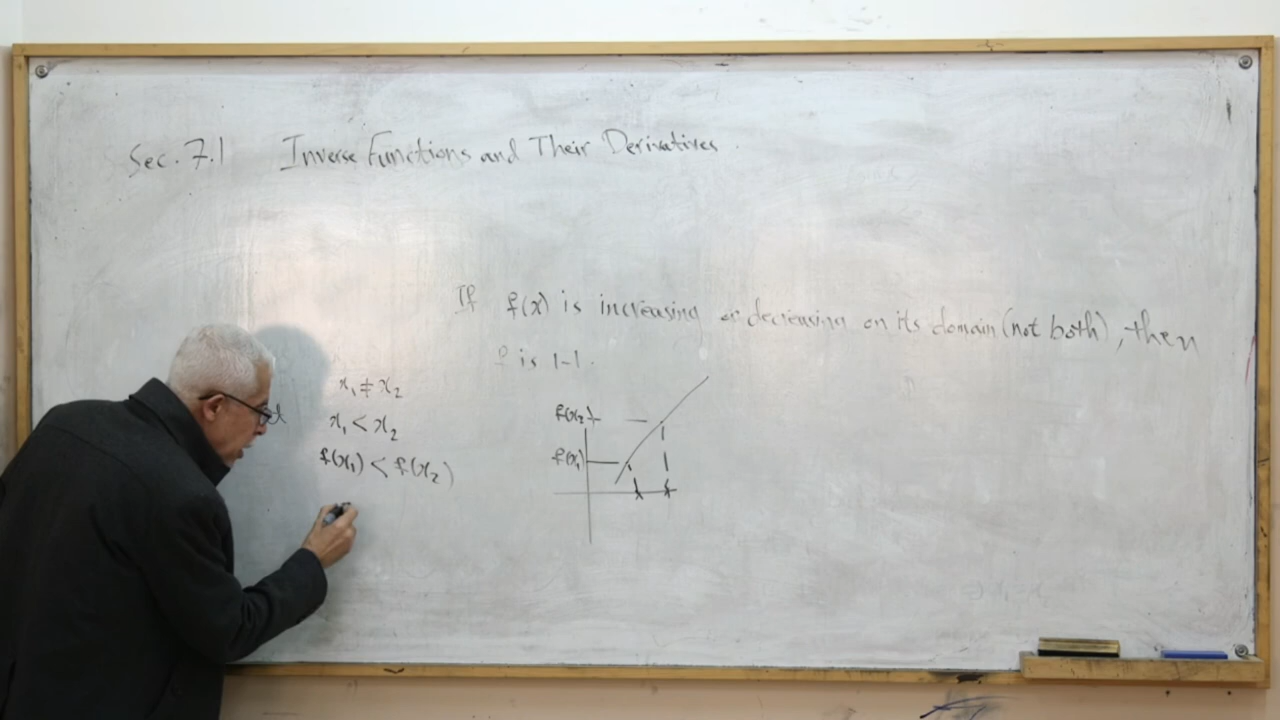 Sec. 7.1 Inverse Functions and Their Derivatives
If f(x) is increasing or decreasing on its domain (not both), then
f is 1-1.
x₁ ≠ x₂
x₁ < x₂
f(x₁) < f(x₂)
f(x₂)
f(x₁)